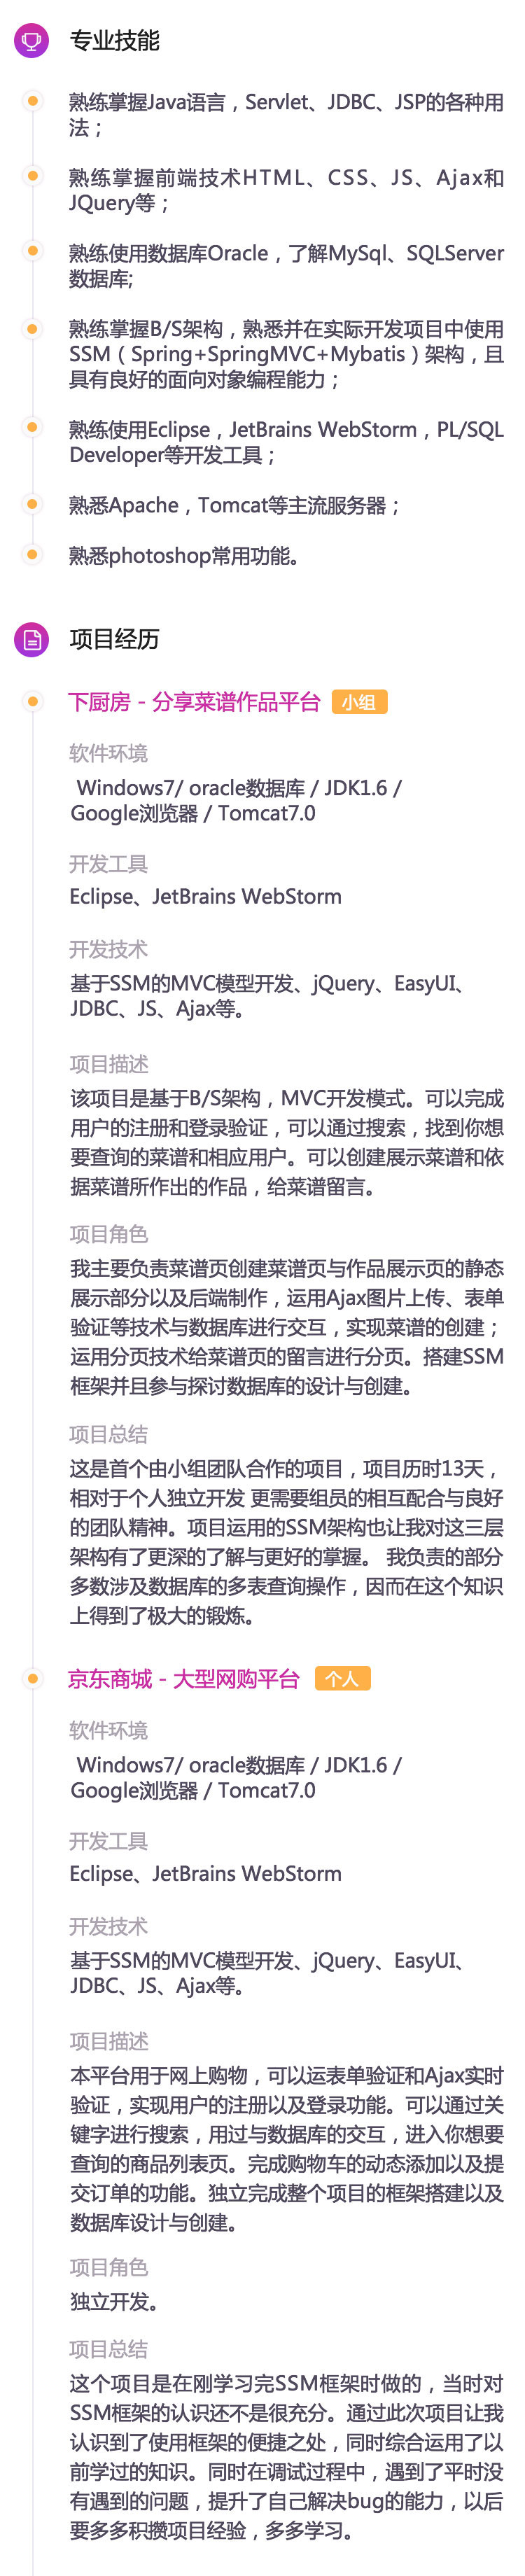 专业技能
熟练掌握Java语言，Servlet、JDBC、JSP的各种用
法；
熟练掌握前端技术HTML、CSS、JS、Ajax和
JQuery等；
熟练使用数据库Oracle，了解MySql、SQLServer
数据库;
熟练掌握B/S架构，熟悉并在实际开发项目中使用
SSM（Spring+SpringMVC+Mybatis）架构，且
具有良好的面向对象编程能力；
熟练使用Eclipse，JetBrains WebStorm，PL/SQL
Developer等开发工具；
熟悉Apache，Tomcat等主流服务器；
熟悉photoshop常用功能。
项目经历
下厨房 - 分享菜谱作品平台 小组
软件环境
Windows7/ oracle数据库 / JDK1.6 /
Google浏览器 / Tomcat7.0
开发工具
Eclipse、JetBrains WebStorm
开发技术
基于SSM的MVC模型开发、jQuery、EasyUI、
JDBC、JS、Ajax等。
项目描述
该项目是基于B/S架构，MVC开发模式。可以完成
用户的注册和登录验证，可以通过搜索，找到你想
要查询的菜谱和相应用户。可以创建展示菜谱和依
据菜谱所作出的作品，给菜谱留言。
项目角色
我主要负责菜谱页创建菜谱页与作品展示页的静态
展示部分以及后端制作，运用Ajax图片上传、表单
验证等技术与数据库进行交互，实现菜谱的创建；
运用分页技术给菜谱页的留言进行分页。搭建SSM
框架并且参与探讨数据库的设计与创建。
项目总结
这是首个由小组团队合作的项目，项目历时13天，
相对于个人独立开发 更需要组员的相互配合与良好
的团队精神。项目运用的SSM架构也让我对这三层
架构有了更深的了解与更好的掌握。 我负责的部分
多数涉及数据库的多表查询操作，因而在这个知识
上得到了极大的锻炼。
京东商城 - 大型网购平台 个人
软件环境
Windows7/ oracle数据库 / JDK1.6 /
Google浏览器 / Tomcat7.0
开发工具
Eclipse、JetBrains WebStorm
开发技术
基于SSM的MVC模型开发、jQuery、EasyUI、
JDBC、JS、Ajax等。
项目描述
本平台用于网上购物，可以运表单验证和Ajax实时
验证，实现用户的注册以及登录功能。可以通过关
键字进行搜索，用过与数据库的交互，进入你想要
查询的商品列表页。完成购物车的动态添加以及提
交订单的功能。独立完成整个项目的框架搭建以及
数据库设计与创建。
项目角色
独立开发。
项目总结
这个项目是在刚学习完SSM框架时做的，当时对
SSM框架的认识还不是很充分。通过此次项目让我
认识到了使用框架的便捷之处，同时综合运用了以
前学过的知识。同时在调试过程中，遇到了平时没
有遇到的问题，提升了自己解决bug的能力，以后
要多多积攒项目经验，多多学习。